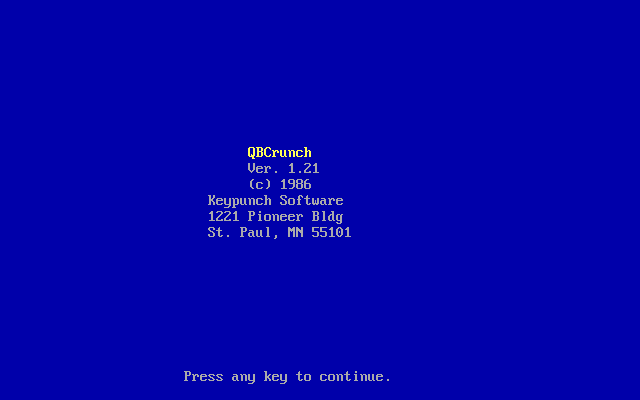 QBCrunch
Ver. 1.21
(c) 1986
Keypunch Software
1221 Pioneer Bldg
St. Paul, MN 55101
Press any key to continue.